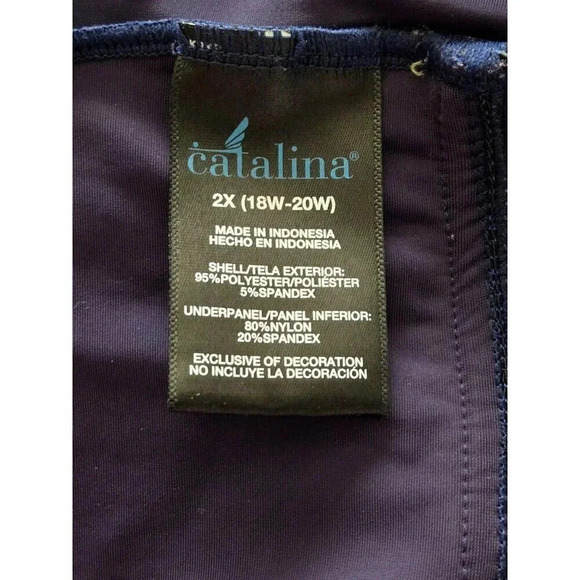 catalina®
2X (18W-20W)
MADE IN INDONESIA
HECHO EN INDONESIA
SHELL/TELA EXTERIOR:
95%POLYESTER/POLIÉSTER
5%SPANDEX
UNDERPANEL/PANEL INFERIOR:
80%NYLON
20%SPANDEX
EXCLUSIVE OF DECORATION
NO INCLUYE LA DECORACIÓN